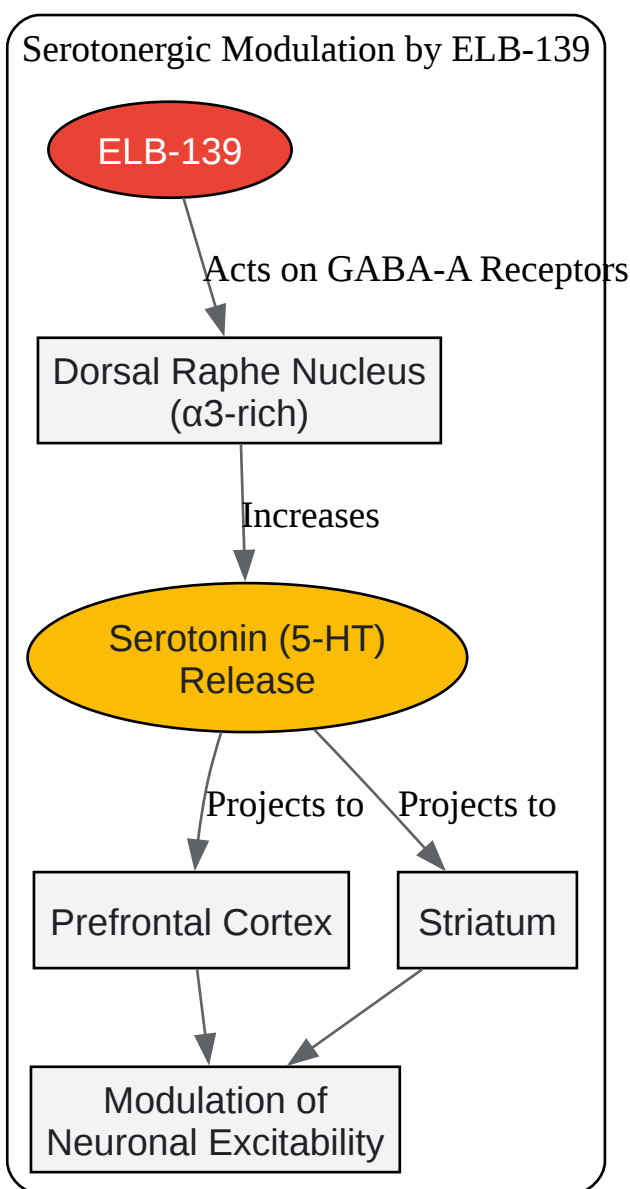 Serotonergic Modulation by ELB-139
ELB-139
Acts on GABA-A Receptors
Dorsal Raphe Nucleus
(α3-rich)
Increases
Serotonin (5-HT)
Release
Projects to
Projects to
Prefrontal Cortex
Striatum
Modulation of
Neuronal Excitability